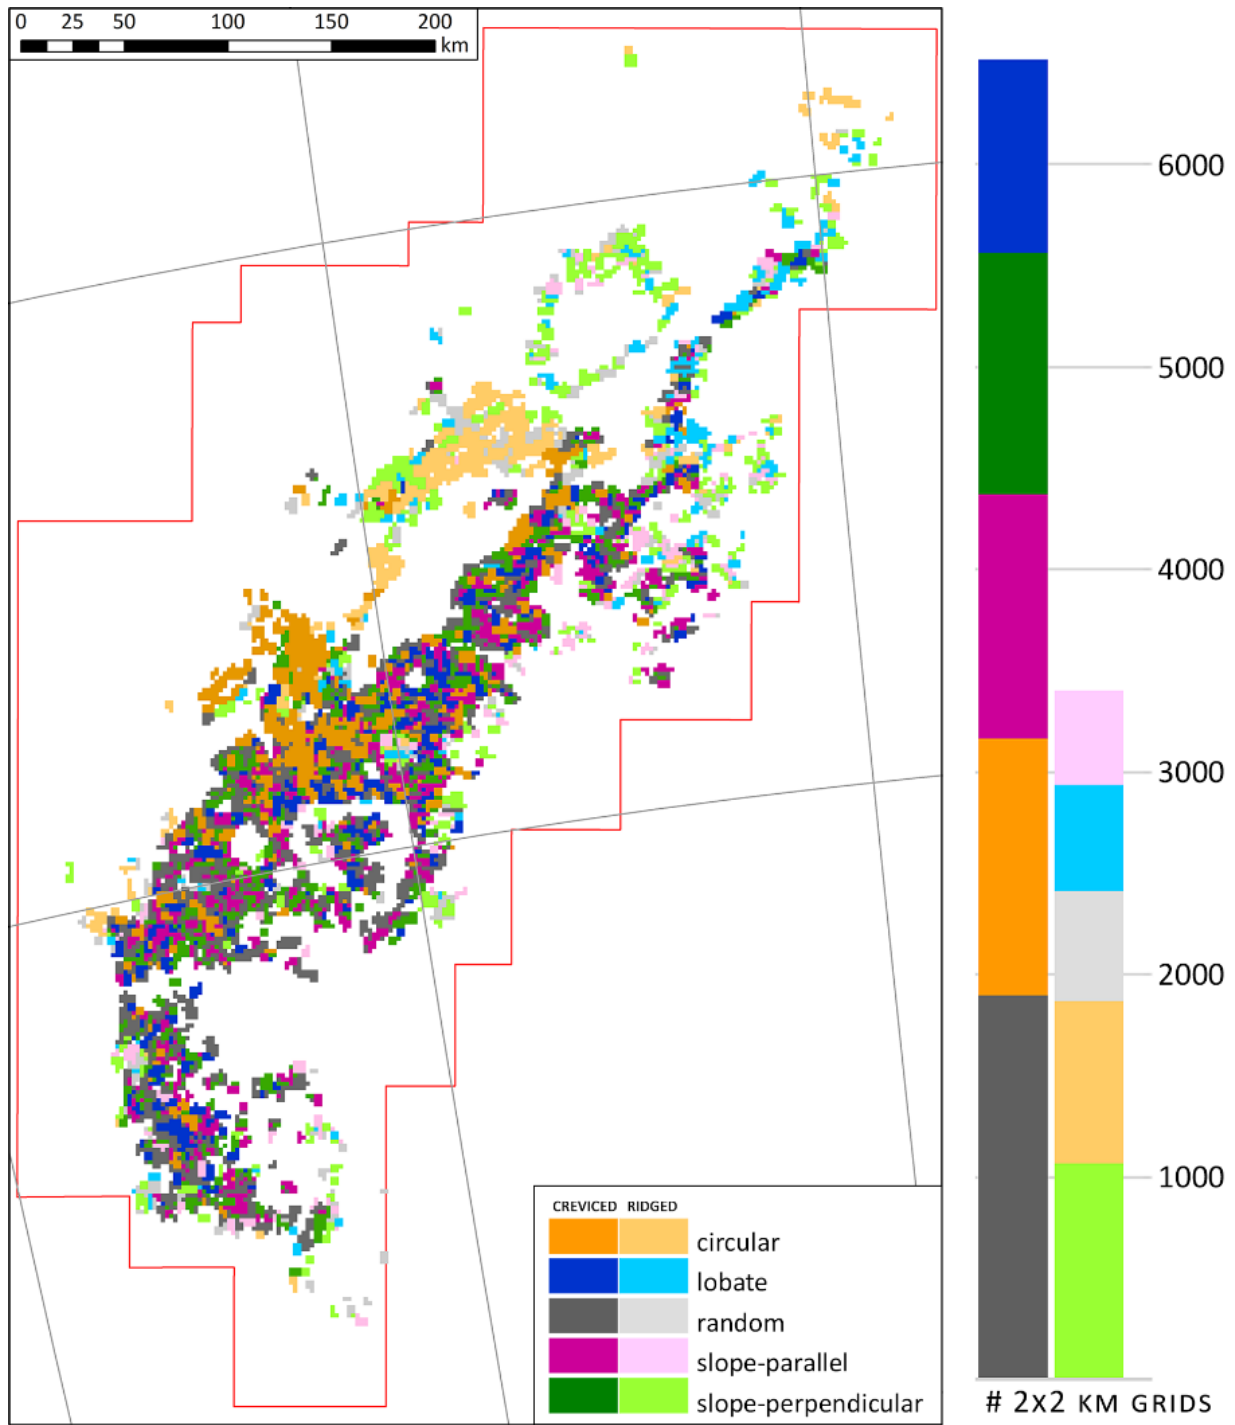 0 25 50 100 150 200
km
6000
5000
4000
3000
2000
1000
# 2x2 KM GRIDS
CREVICED RIDGED
circular
lobate
random
slope-parallel
slope-perpendicular